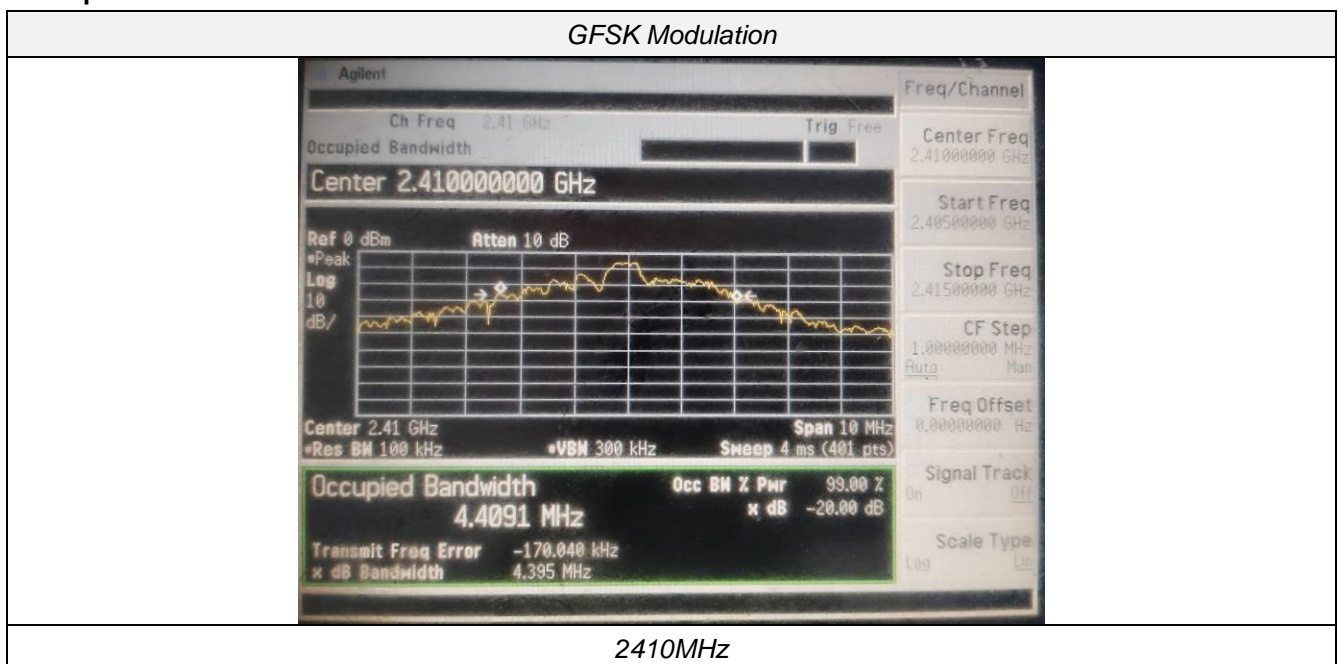 GFSK Modulation
Agilent
Freq/Channel
Ch Freq 2.41 GHz Trig Free
Occupied Bandwidth
Center 2.410000000 GHz
Center Freq
2.41000000 GHz
Start Freq
2.40500000 GHz
Stop Freq
2.41500000 GHz
CF Step
1.00000000 MHz
Auto Man
Freq Offset
0.00000000 Hz
Signal Track
On Off
Scale Type
Log Lin
Ref 0 dBm Atten 10 dB
#Peak
Log
10
dB/
Center 2.41 GHz Span 10 MHz
#Res BW 100 kHz #VBW 300 kHz Sweep 4 ms (401 pts)
Occupied Bandwidth Occ BW % Pwr 99.00 %
4.4091 MHz x dB -20.00 dB
Transmit Freq Error -170.040 kHz
x dB Bandwidth 4.395 MHz
2410MHz